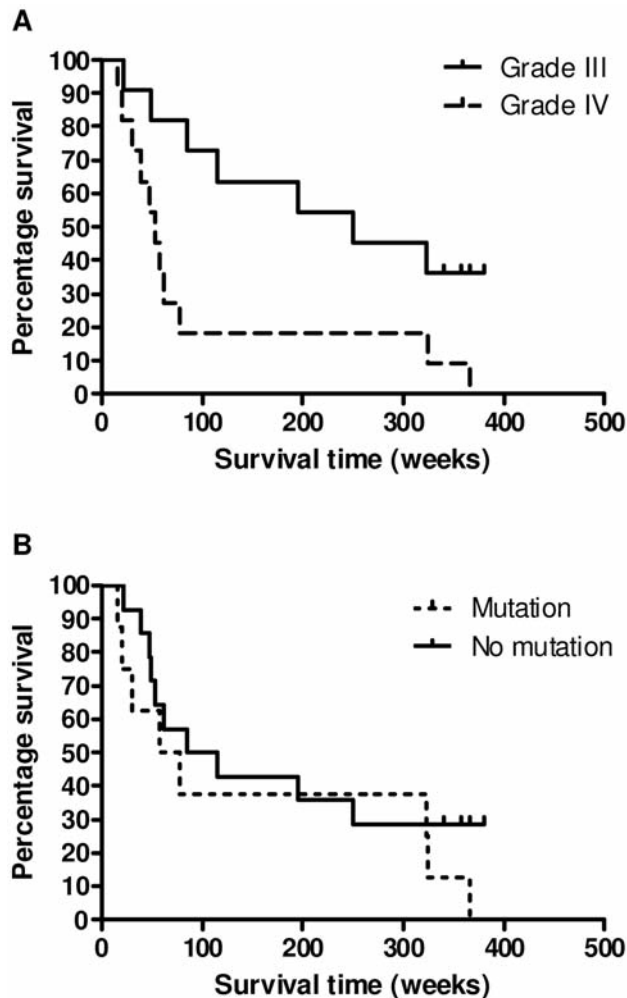 A
Percentage survival
100
90
80
70
60
50
40
30
20
10
0
Grade III
Grade IV
0 100 200 300 400 500
Survival time (weeks)
B
Percentage survival
100
90
80
70
60
50
40
30
20
10
0
Mutation
No mutation
0 100 200 300 400 500
Survival time (weeks)